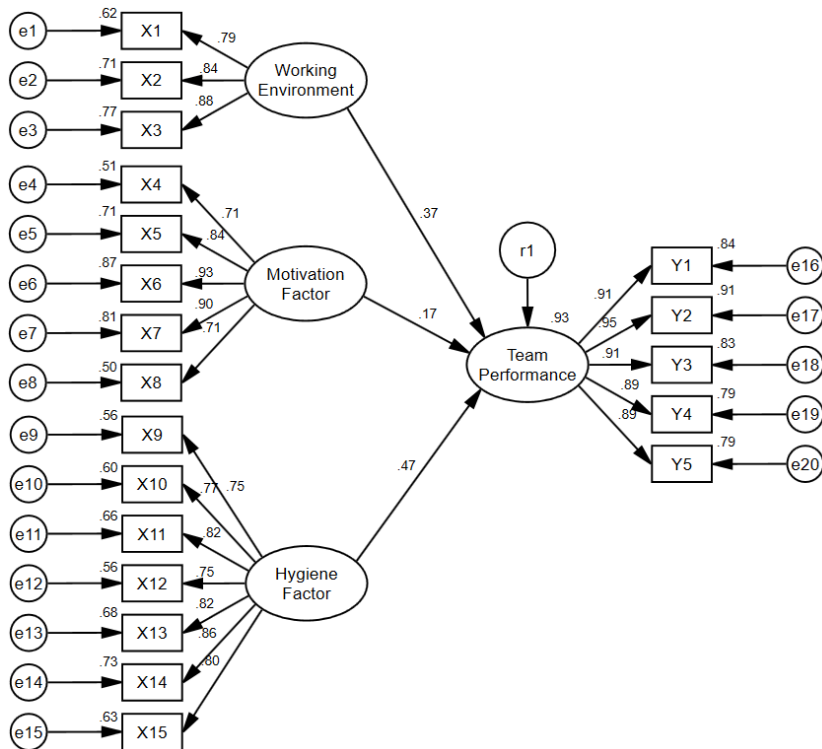 e1
.62
X1
.79
e2
.71
X2
.84
Working
Environment
e3
.77
X3
.88
e4
.51
X4
.71
e5
.71
X5
.84
e6
.87
X6
.93
Motivation
Factor
e7
.81
X7
.90
e8
.50
X8
.71
e9
.56
X9
.75
e10
.60
X10
.77
e11
.66
X11
.82
e12
.56
X12
.75
Hygiene
Factor
e13
.68
X13
.82
e14
.73
X14
.86
e15
.63
X15
.80
.37
.17
.47
r1
.93
Team
Performance
.91
Y1
.84
e16
.95
Y2
.91
e17
.91
Y3
.83
e18
.89
Y4
.79
e19
.89
Y5
.79
e20